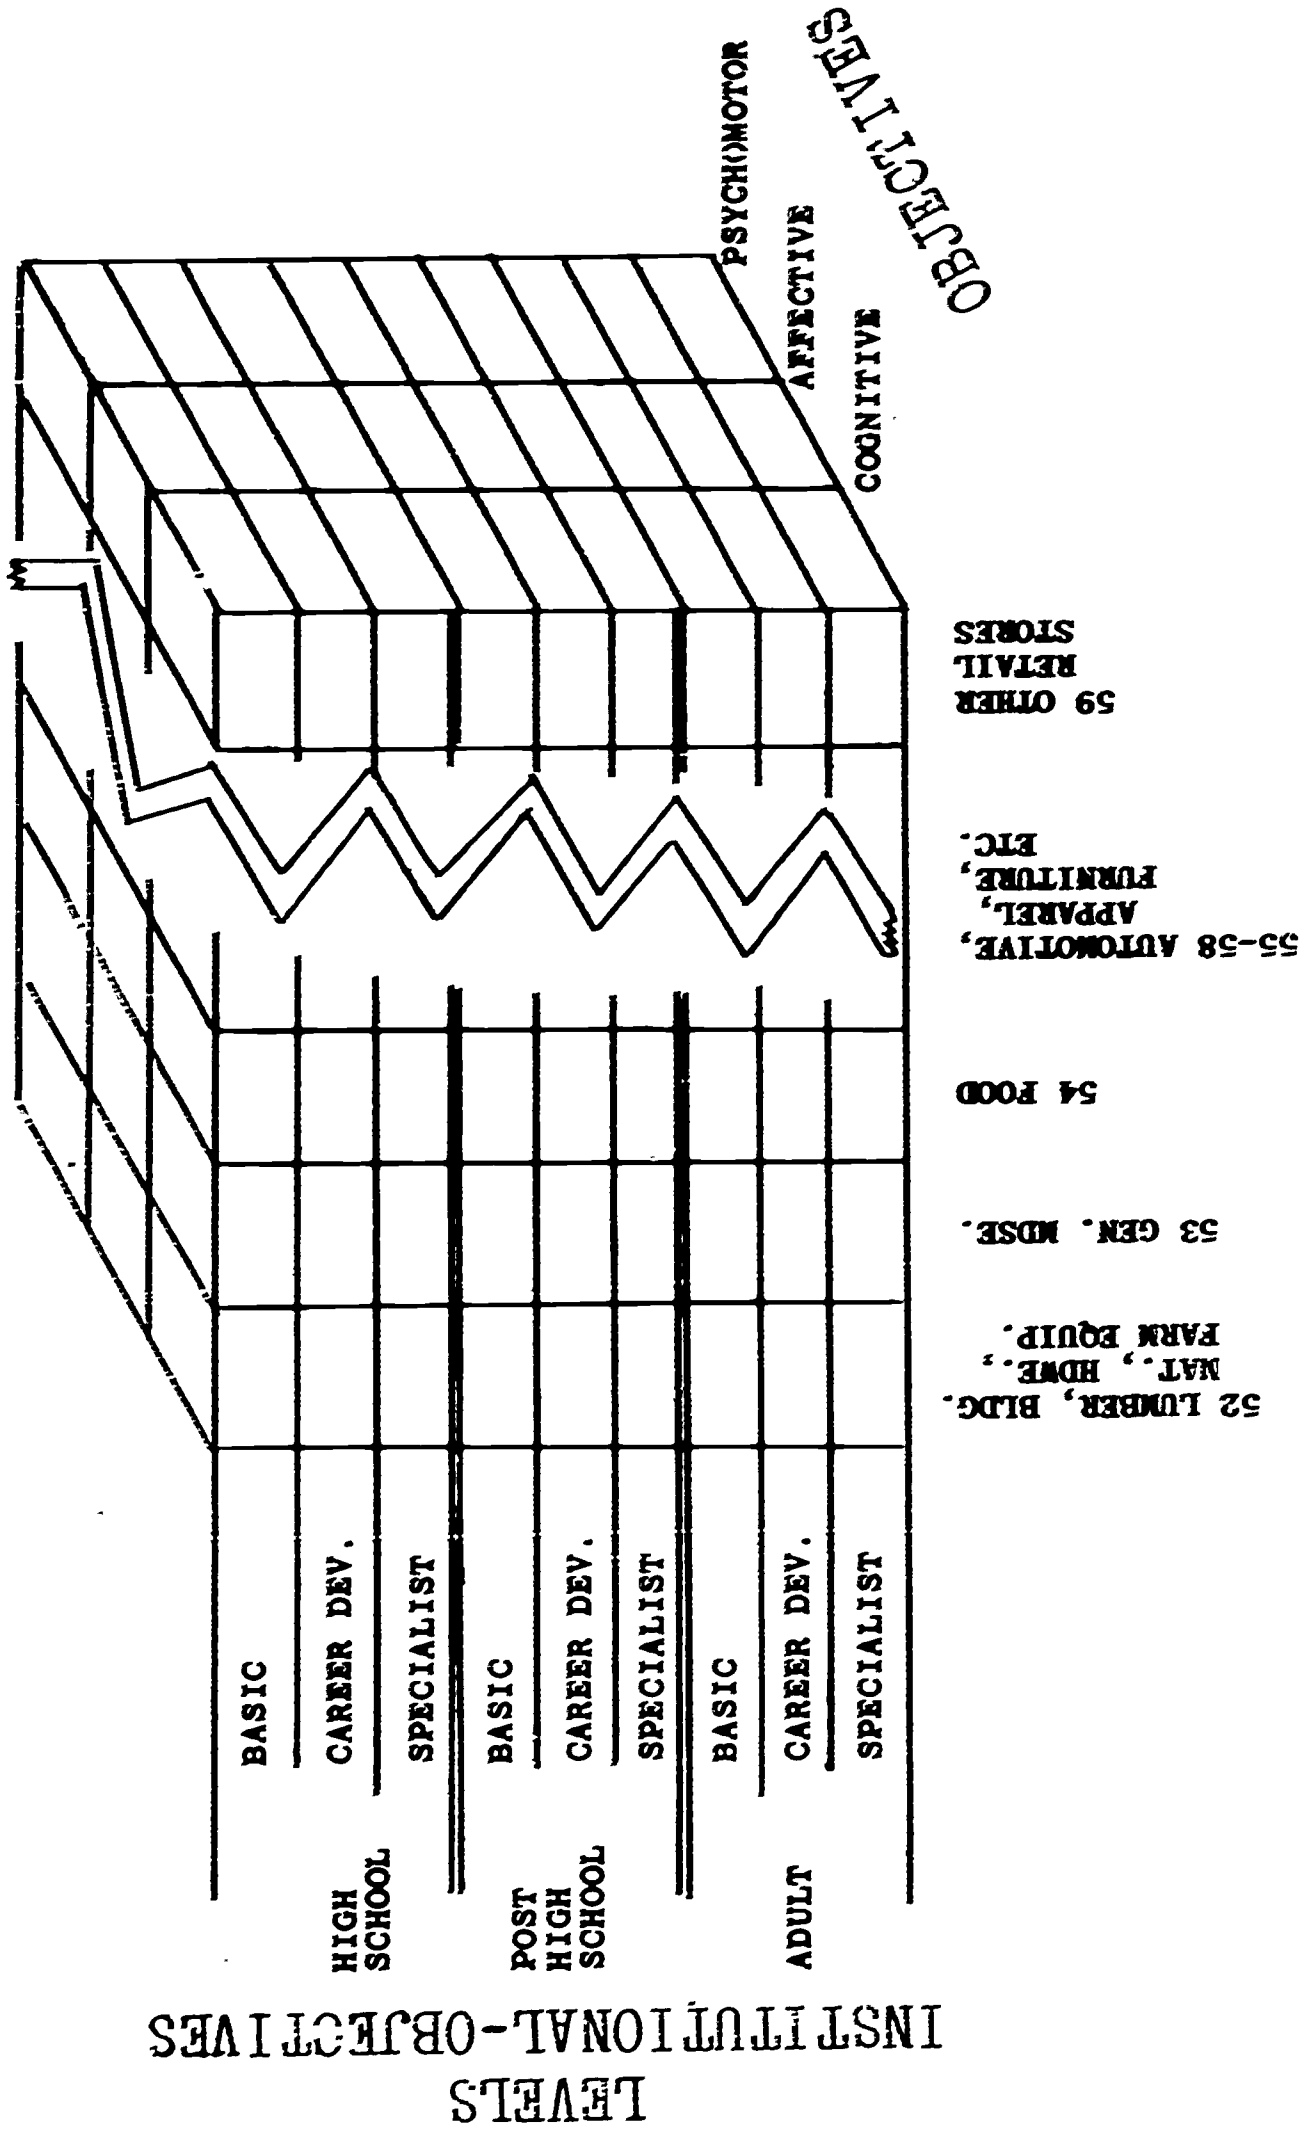 LEVELS
INSTITUTIONAL-OBJECTIVES
HIGH
SCHOOL
BASIC
CAREER DEV.
SPECIALIST
POST
HIGH
SCHOOL
BASIC
CAREER DEV.
SPECIALIST
ADULT
BASIC
CAREER DEV.
SPECIALIST
52 LUMBER, BLDG.
MAT., HDWE.,
FARM EQUIP.
53 GEN. MDSE.
54 FOOD
55-58 AUTOMOTIVE,
APPAREL,
FURNITURE,
ETC.
59 OTHER
RETAIL
STORES
COGNITIVE
AFFECTIVE
PSYCHOMOTOR
OBJECTIVES